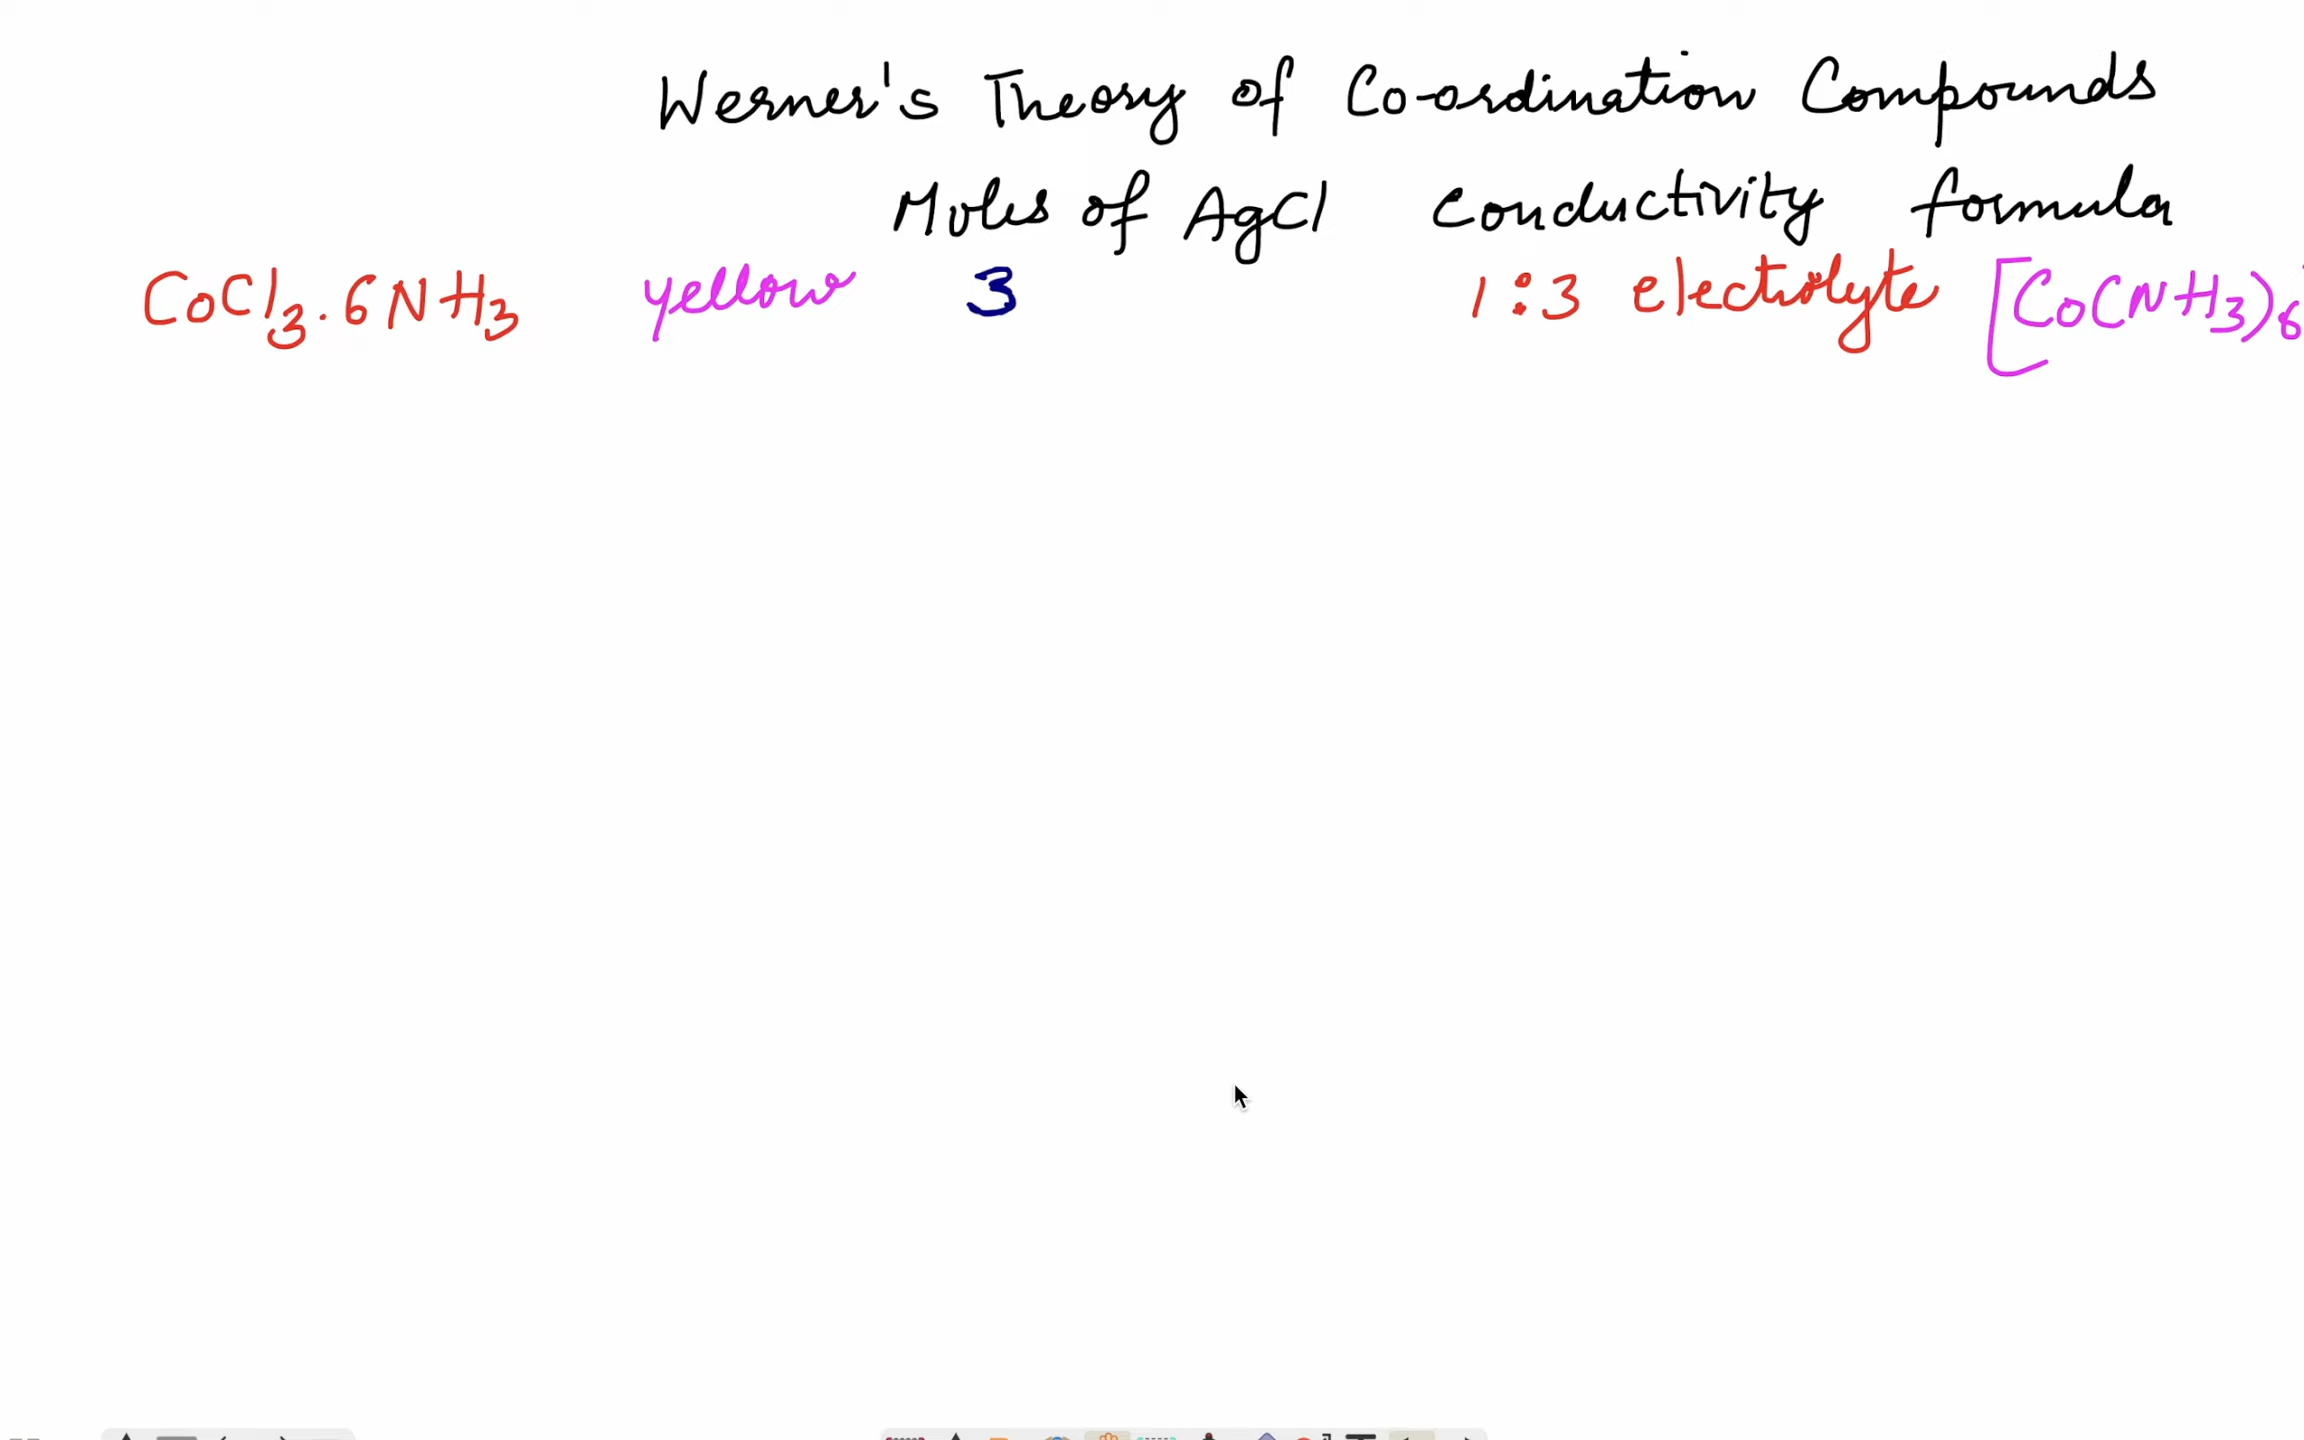 Werner's Theory of Co-ordination Compounds
Moles of AgCl conductivity formula
CoCl3.6NH3 yellow 3 1:3 electrolyte [Co(NH3)6